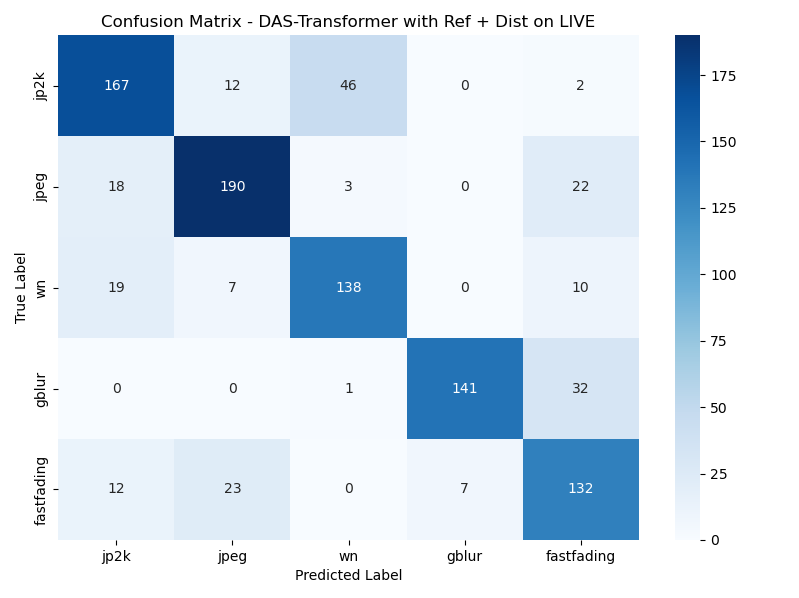 Confusion Matrix - DAS-Transformer with Ref + Dist on LIVE
True Label
jp2k 167 12 46 0 2
jpeg 18 190 3 0 22
wn 19 7 138 0 10
gblur 0 0 1 141 32
fastfading 12 23 0 7 132
jp2k jpeg wn gblur fastfading
Predicted Label
175
150
125
100
75
50
25
0